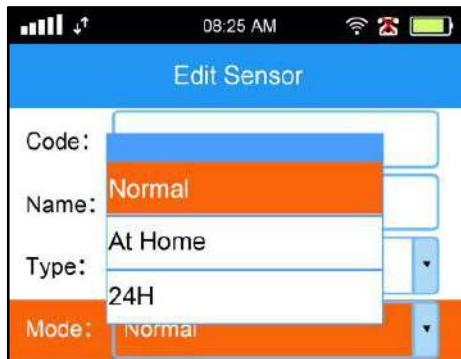 08:25 AM
Edit Sensor
Code:
Name:
Normal
At Home
Type:
24H
Mode: Normal